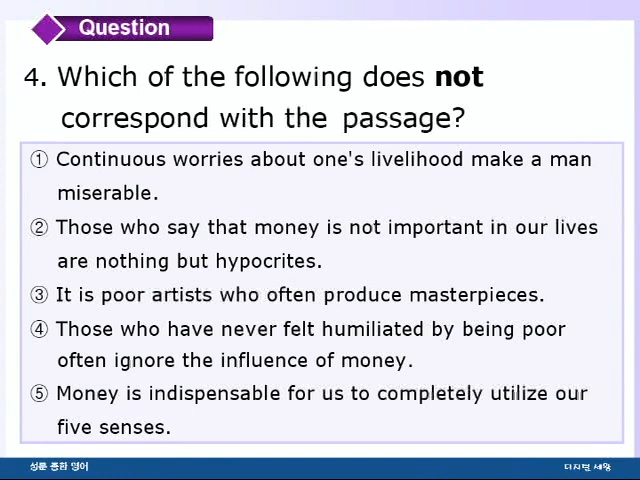 Question
4. Which of the following does not
correspond with the passage?
① Continuous worries about one's livelihood make a man
miserable.
② Those who say that money is not important in our lives
are nothing but hypocrites.
③ It is poor artists who often produce masterpieces.
④ Those who have never felt humiliated by being poor
often ignore the influence of money.
⑤ Money is indispensable for us to completely utilize our
five senses.
성문 종합 영어
디지털 세왕